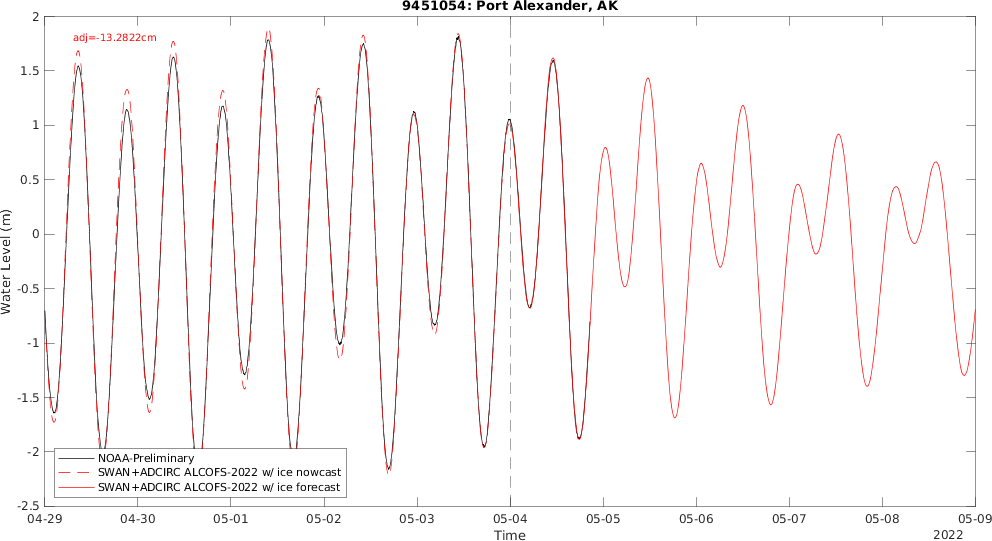 9451054: Port Alexander, AK
adj=-13.2822cm
2
1.5
1
0.5
0
-0.5
-1
-1.5
-2
-2.5
Water Level (m)
NOAA-Preliminary
SWAN+ADCIRC ALCOFS-2022 w/ ice nowcast
SWAN+ADCIRC ALCOFS-2022 w/ ice forecast
04-29 04-30 05-01 05-02 05-03 05-04 05-05 05-06 05-07 05-08 05-09
Time
2022